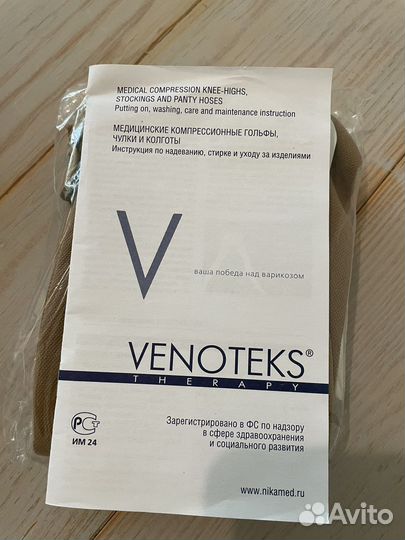 MEDICAL COMPRESSION KNEE-HIGHS,
STOCKINGS AND PANTY HOSES
Putting on, washing, care and maintenance instruction
МЕДИЦИНСКИЕ КОМПРЕССИОННЫЕ ГОЛЬФЫ,
ЧУЛКИ И КОЛГОТЫ
Инструкция по надеванию, стирке и уходу за изделиями
V
ваша победа над варикозом
VENOTEKS®
THERAPY
РСТ
ИМ 24
Зарегистрировано в ФС по надзору
в сфере здравоохранения
и социального развития
www.nikamed.ru
Avito